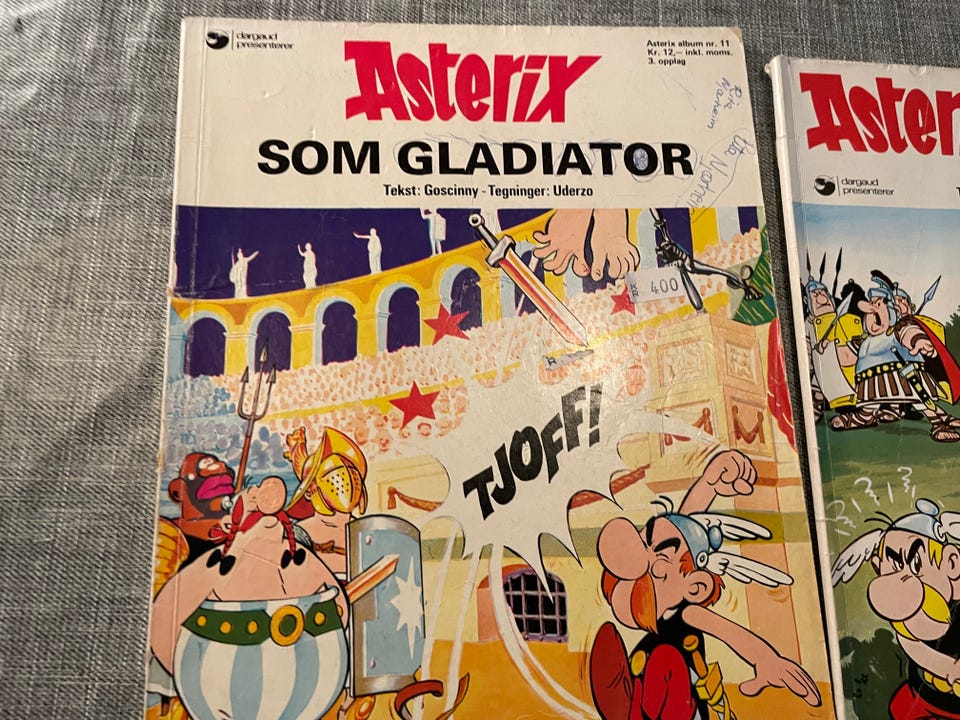 dargaud
presenterer
Asterix album nr. 11
Kr. 12,— inkl. moms.
3. opplag
Asterix
SOM GLADIATOR
Tekst: Goscinny - Tegninger: Uderzo
KR 400
TJOFF!
Aster
dargaud
presenterer